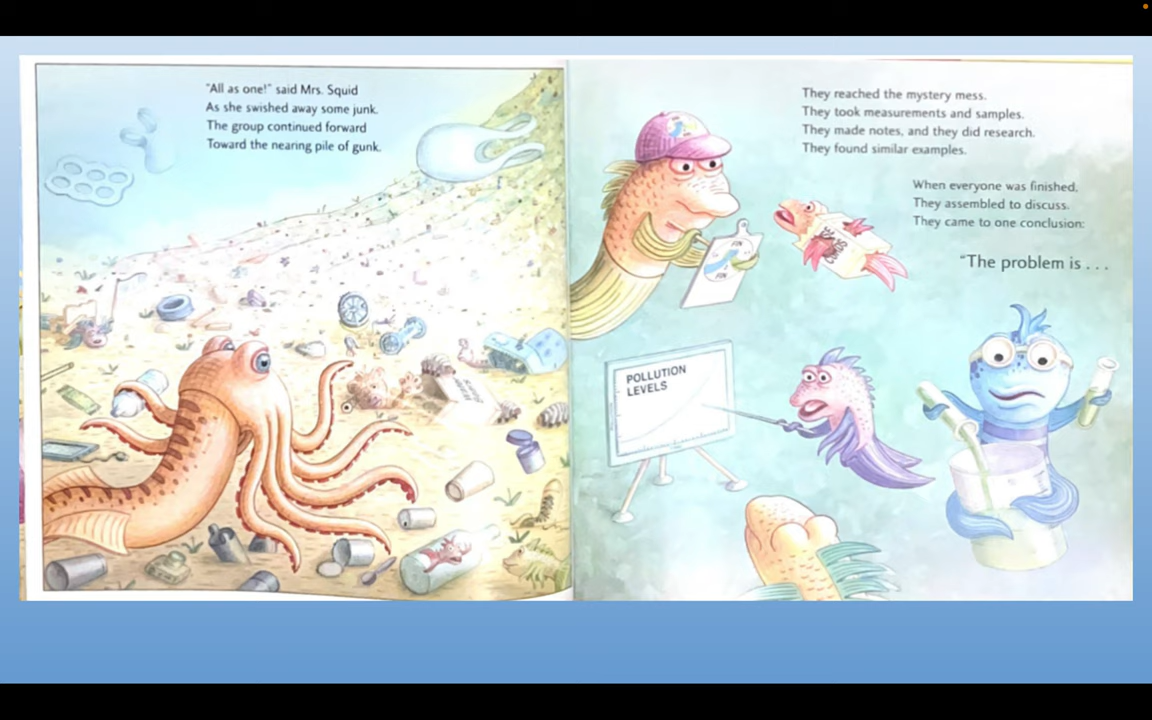 "All as one!" said Mrs. Squid
As she swished away some junk.
The group continued forward
Toward the nearing pile of gunk.
They reached the mystery mess.
They took measurements and samples.
They made notes, and they did research.
They found similar examples.
When everyone was finished,
They assembled to discuss.
They came to one conclusion:
"The problem is . . .
POLLUTION
LEVELS